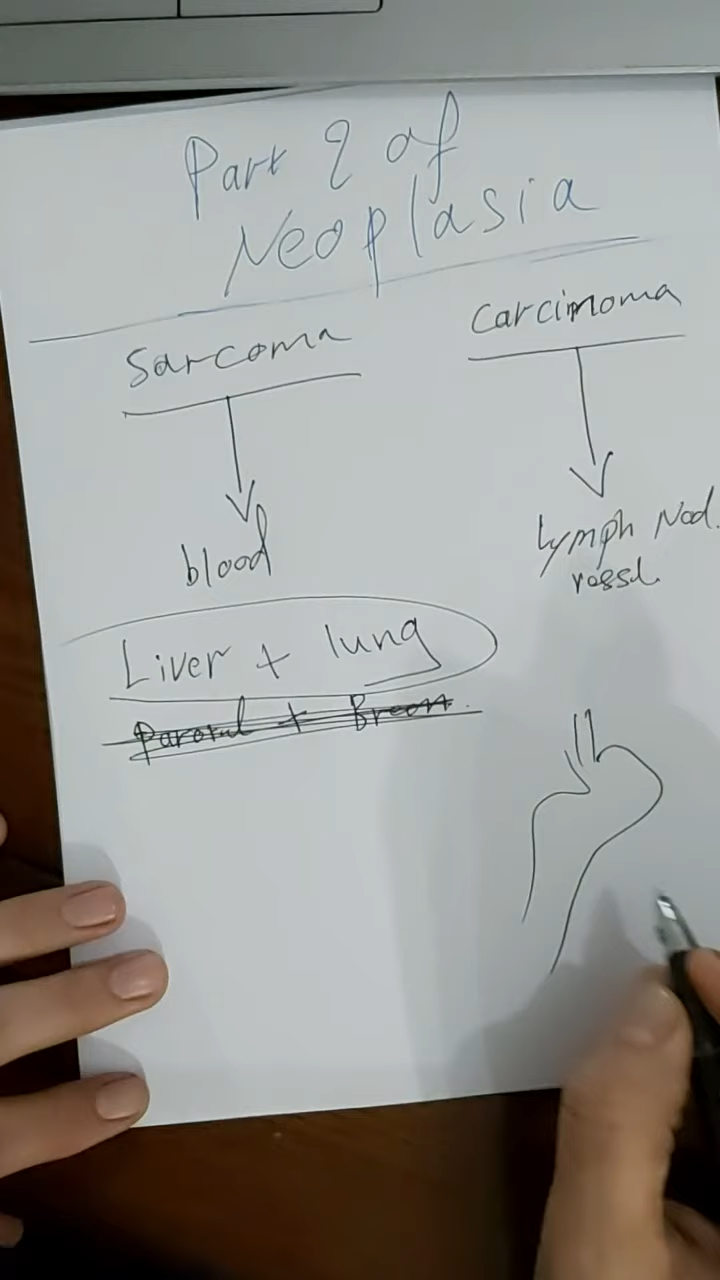 Part 2 of
Neoplasia
Sarcoma
Carcinoma
blood
Lymph Nod.
vessel
Liver + lung